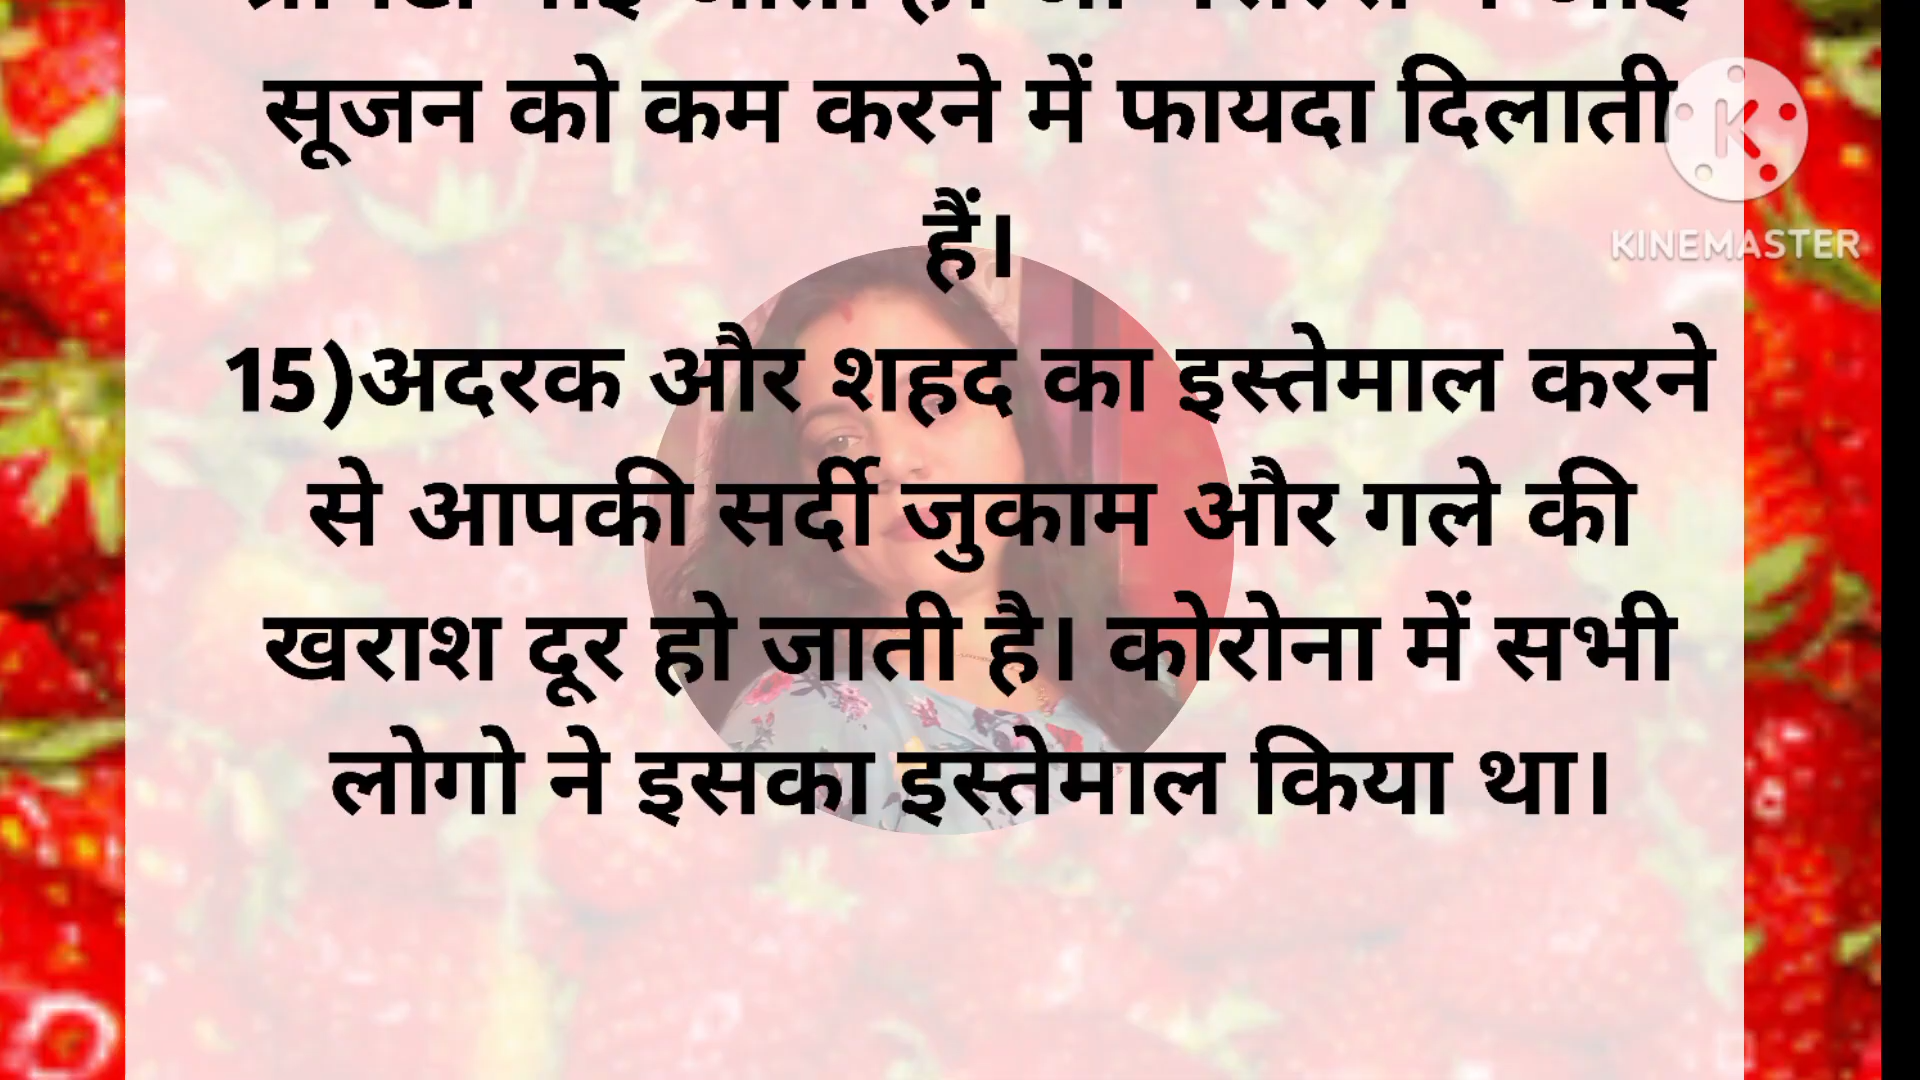 सूजन को कम करने में फायदा दिलाती
हैं।
15)अदरक और शहद का इस्तेमाल करने
से आपकी सर्दी जुकाम और गले की
खराश दूर हो जाती है। कोरोना में सभी
लोगो ने इसका इस्तेमाल किया था।
K
KINEMASTER